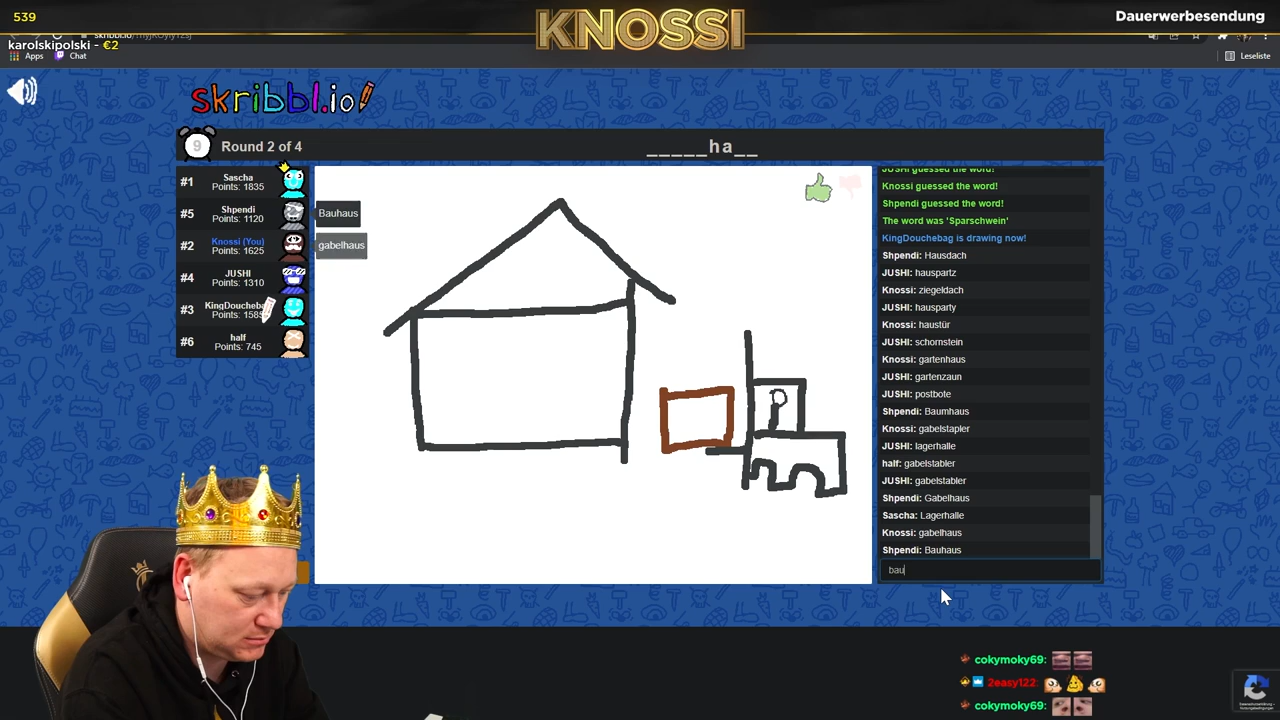 539
KNOSSI
Dauerwerbesendung
karolskipolski - €2
Apps
Chat
Leseliste
skribbl.io
9
Round 2 of 4
_____ha__
#1
Sascha
Points: 1835
#5
Shpendi
Points: 1120
#2
Knossi (You)
Points: 1625
#4
JUSHI
Points: 1310
#3
#6
half
Points: 745
Bauhaus
gabelhaus
JUSHI guessed the word!
Knossi guessed the word!
Shpendi guessed the word!
The word was 'Sparschwein'
KingDouchebag is drawing now!
Shpendi: Hausdach
JUSHI: hauspartz
Knossi: ziegeldach
JUSHI: hausparty
Knossi: haustür
JUSHI: schornstein
Knossi: gartenhaus
JUSHI: gartenzaun
JUSHI: postbote
Shpendi: Baumhaus
Knossi: gabelstapler
JUSHI: lagerhalle
half: gabelstabler
JUSHI: gabelstabler
Shpendi: Gabelhaus
Sascha: Lagerhalle
Knossi: gabelhaus
Shpendi: Bauhaus
bau
cokymoky69:
2easy122:
cokymoky69: